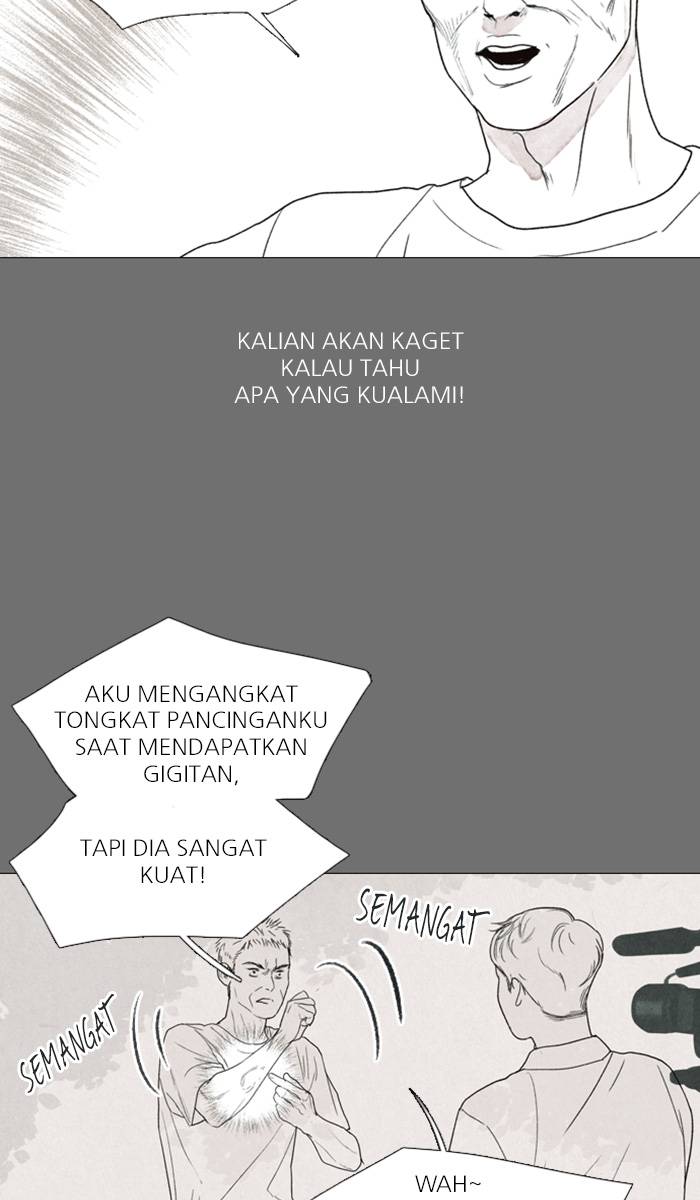 KALIAN AKAN KAGET
KALAU TAHU
APA YANG KUALAMI!
AKU MENGANGKAT
TONGKAT PANCINGANKU
SAAT MENDAPATKAN
GIGITAN,
TAPI DIA SANGAT
KUAT!
SEMANGAT
SEMANGAT
WAH~